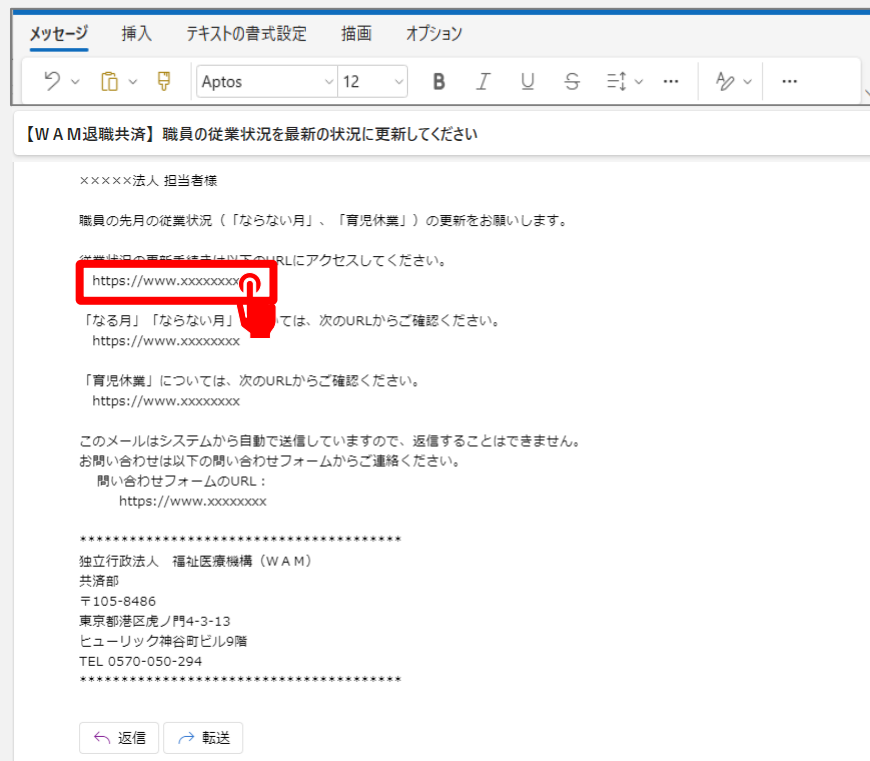 メッセージ 挿入 テキストの書式設定 描画 オプション
Aptos 12 B I U S … …
【ＷＡＭ退職共済】職員の従業状況を最新の状況に更新してください
×××××法人 担当者様
職員の先月の従業状況（「ならない月」、「育児休業」）の更新をお願いします。
従業状況の更新手続きは以下のURLにアクセスしてください。
https://www.xxxxxxxx
「なる月」「ならない月」ては、次のURLからご確認ください。
https://www.xxxxxxxx
「育児休業」については、次のURLからご確認ください。
https://www.xxxxxxxx
このメールはシステムから自動で送信していますので、返信することはできません。
お問い合わせは以下の問い合わせフォームからご連絡ください。
問い合わせフォームのURL：
https://www.xxxxxxxx
***************************************
独立行政法人　福祉医療機構（ＷＡＭ）
共済部
〒105-8486
東京都港区虎ノ門4-3-13
ヒューリック神谷町ビル9階
TEL 0570-050-294
***************************************
返信 転送